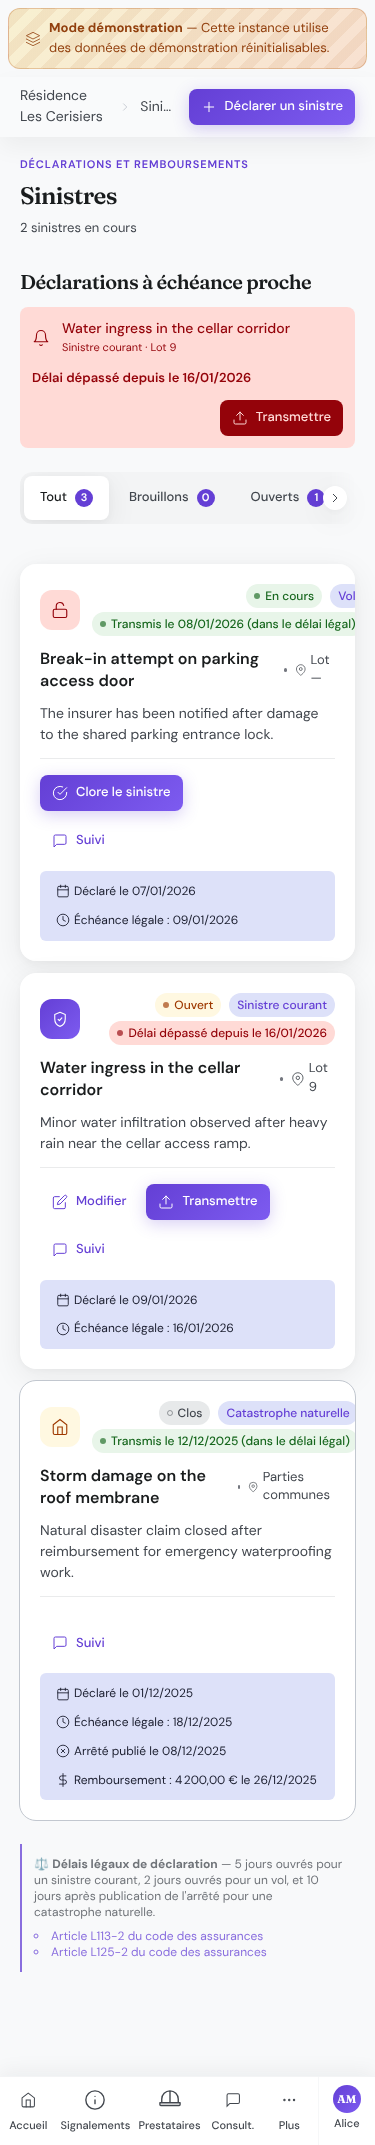 Mode démonstration — Cette instance utilise
des données de démonstration réinitialisables.
Résidence
Les Cerisiers
Sini...
Déclarer un sinistre
DÉCLARATIONS ET REMBOURSEMENTS
Sinistres
2 sinistres en cours
Déclarations à échéance proche
Water ingress in the cellar corridor
Sinistre courant · Lot 9
Délai dépassé depuis le 16/01/2026
Transmettre
Tout 3
Brouillons 0
Ouverts 1
En cours
Vol
Transmis le 08/01/2026 (dans le délai légal)
Break-in attempt on parking
access door
• Lot
—
The insurer has been notified after damage
to the shared parking entrance lock.
Clore le sinistre
Suivi
Déclaré le 07/01/2026
Échéance légale : 09/01/2026
Ouvert
Sinistre courant
Délai dépassé depuis le 16/01/2026
Water ingress in the cellar
corridor
• Lot
9
Minor water infiltration observed after heavy
rain near the cellar access ramp.
Modifier
Transmettre
Suivi
Déclaré le 09/01/2026
Échéance légale : 16/01/2026
Clos
Catastrophe naturelle
Transmis le 12/12/2025 (dans le délai légal)
Storm damage on the
roof membrane
• Parties
communes
Natural disaster claim closed after
reimbursement for emergency waterproofing
work.
Suivi
Déclaré le 01/12/2025
Échéance légale : 18/12/2025
Arrêté publié le 08/12/2025
Remboursement : 4 200,00 € le 26/12/2025
⚖️ Délais légaux de déclaration — 5 jours ouvrés pour
un sinistre courant, 2 jours ouvrés pour un vol, et 10
jours après publication de l'arrêté pour une
catastrophe naturelle.
Article L113-2 du code des assurances
Article L125-2 du code des assurances
Accueil
Signalements
Prestataires
Consult.
Plus
AM
Alice